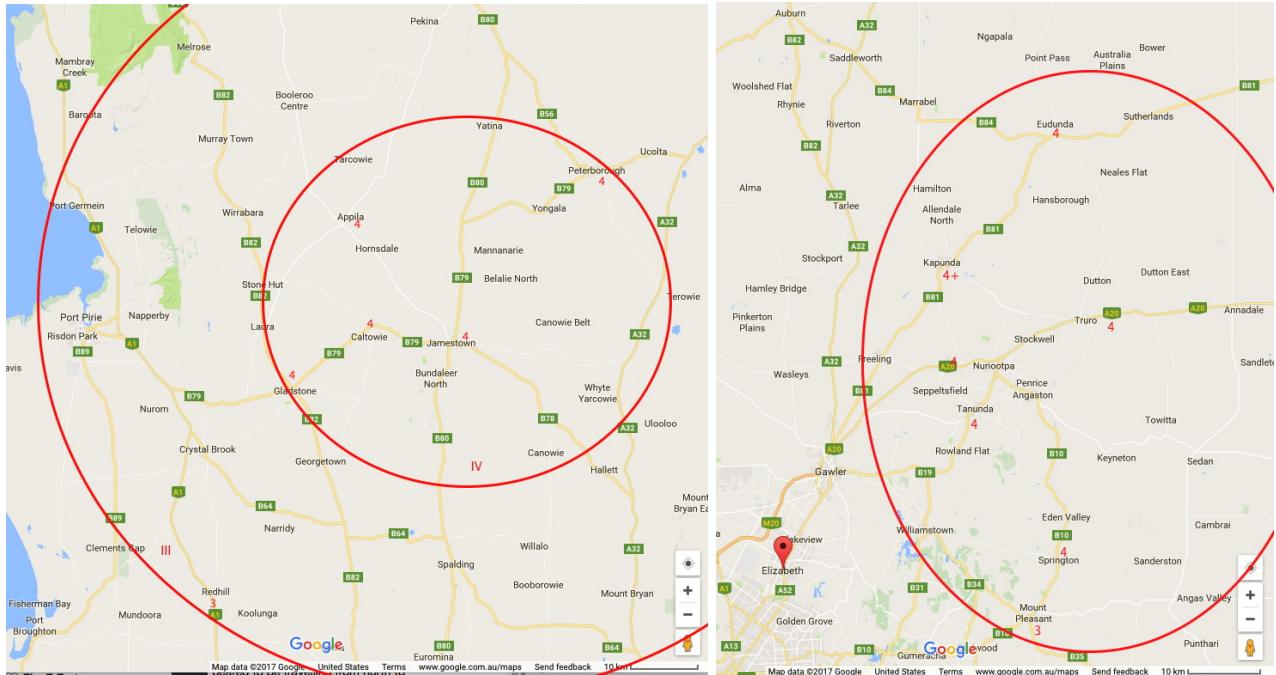 Pekina
B80
Melrose
Mambray
Creek
A1
B82
Booleroo
Centre
B56
Baroota
Yatina
Murray Town
Ucolta
Tarcowie
Peterborough
4
B80
B79
Port Germein
Wirrabara
Appila
4
Yongala
A32
A1
Telowie
B82
Hornsdale
Mannanarie
B79
Belalie North
Stone Hut
B82
Terowie
Port Pirie
Napperby
Laura
4
Canowie Belt
Risdon Park
A1
Caltowie
B79
4
Jamestown
A32
B89
B79
4
Bundaleer
North
Whyte
Yarcowie
Gladstone
B79
Nurom
B82
B78
A32
Ulooloo
B80
Crystal Brook
Georgetown
IV
Canowie
Hallett
A1
B64
Mount
B89
Narridy
B64
Clements Gap
III
Willalo
A32
Spalding
B82
Booborowie
Mount Bryan
Redhill
3
Fisherman Bay
Mundoora
A1
Koolunga
Port
Broughton
Google
B80
B64
Euromina
Map data ©2017 Google United States Terms www.google.com.au/maps Send feedback 10 km
Auburn
A32
Ngapala
Bower
B82
Saddleworth
Point Pass
Australia
Plains
Woolshed Flat
B84
B81
Rhynie
Marrabel
Sutherlands
Riverton
B84
Eudunda
4
B82
Neales Flat
Alma
Hamilton
Hansborough
Tarlee
Allendale
North
B81
A32
Stockport
Kapunda
4+
Dutton East
Dutton
Hamley Bridge
B81
A20
A20
Annadale
Pinkerton
Plains
Truro
4
Stockwell
A32
Freeling
4
A20
Nuriootpa
Wasleys
Seppeltsfield
Penrice
Angaston
B81
Tanunda
4
Towitta
A20
Rowland Flat
B10
Keyneton
Sedan
Gawler
B19
Eden Valley
M20
Williamstown
B10
Cambrai
4
Springton
Sanderston
Elizabeth
A1
A52
B31
B34
Angas Valley
Mount
Pleasant
3
Golden Grove
A13
B10
Google
Gumeracha
B35
Punthari
Map data ©2017 Google United States Terms www.google.com.au/maps Send feedback 10 km